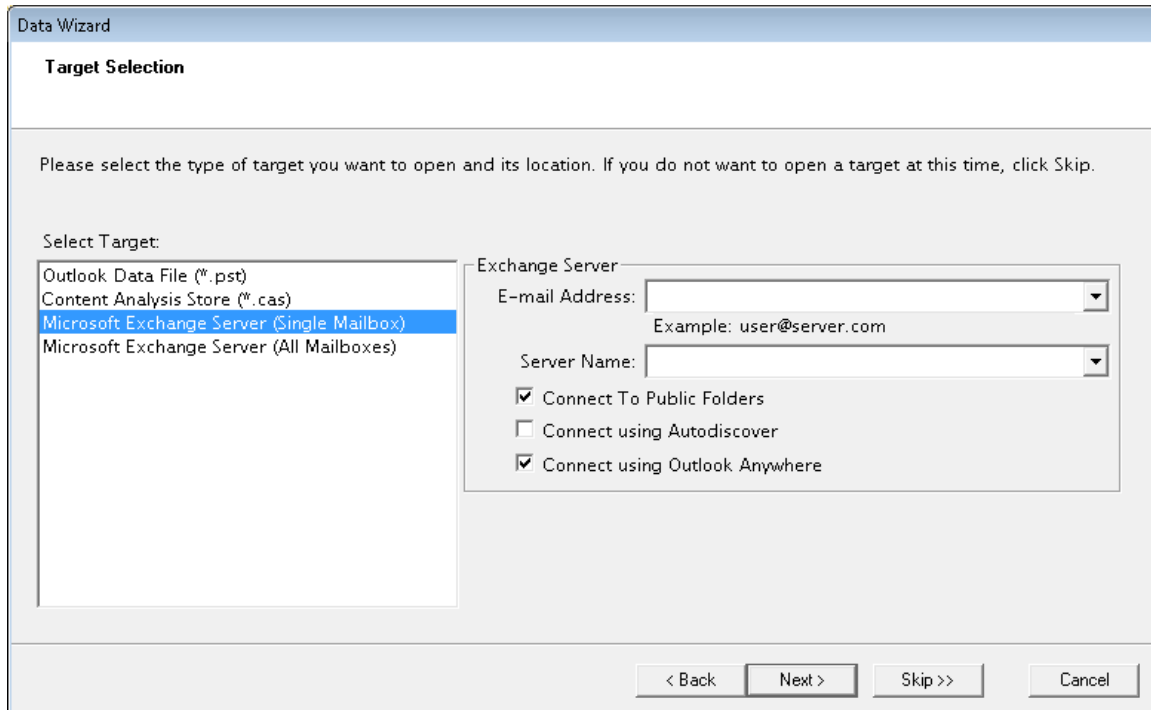 Data Wizard
Target Selection
Please select the type of target you want to open and its location. If you do not want to open a target at this time, click Skip.
Select Target:
Outlook Data File (*.pst)
Content Analysis Store (*.cas)
Microsoft Exchange Server (Single Mailbox)
Microsoft Exchange Server (All Mailboxes)
Exchange Server
E-mail Address:
Example: user@server.com
Server Name:
Connect To Public Folders
Connect using Autodiscover
Connect using Outlook Anywhere
< Back
Next >
Skip >>
Cancel